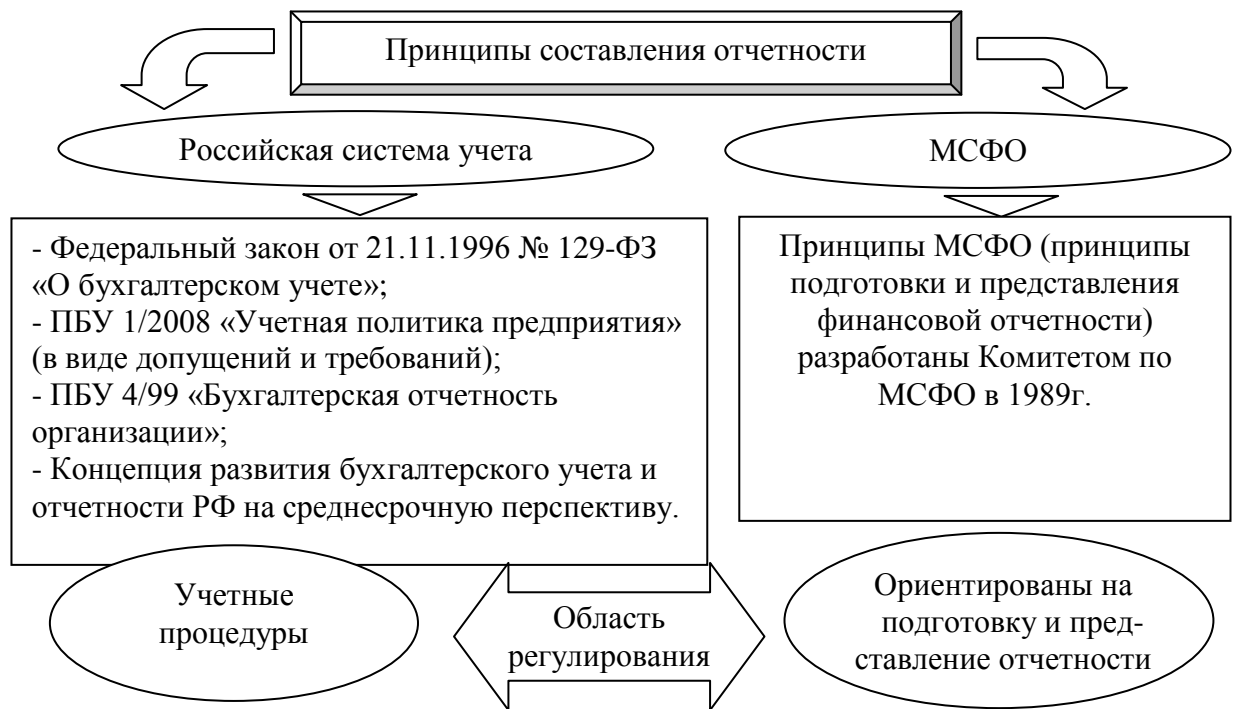 Принципы составления отчетности
Российская система учета
МСФО
- Федеральный закон от 21.11.1996 № 129-ФЗ
«О бухгалтерском учете»;
- ПБУ 1/2008 «Учетная политика предприятия»
(в виде допущений и требований);
- ПБУ 4/99 «Бухгалтерская отчетность
организации»;
- Концепция развития бухгалтерского учета и
отчетности РФ на среднесрочную перспективу.
Принципы МСФО (принципы
подготовки и представления
финансовой отчетности)
разработаны Комитетом по
МСФО в 1989г.
Учетные
процедуры
Область
регулирования
Ориентированы на
подготовку и пред-
ставление отчетности